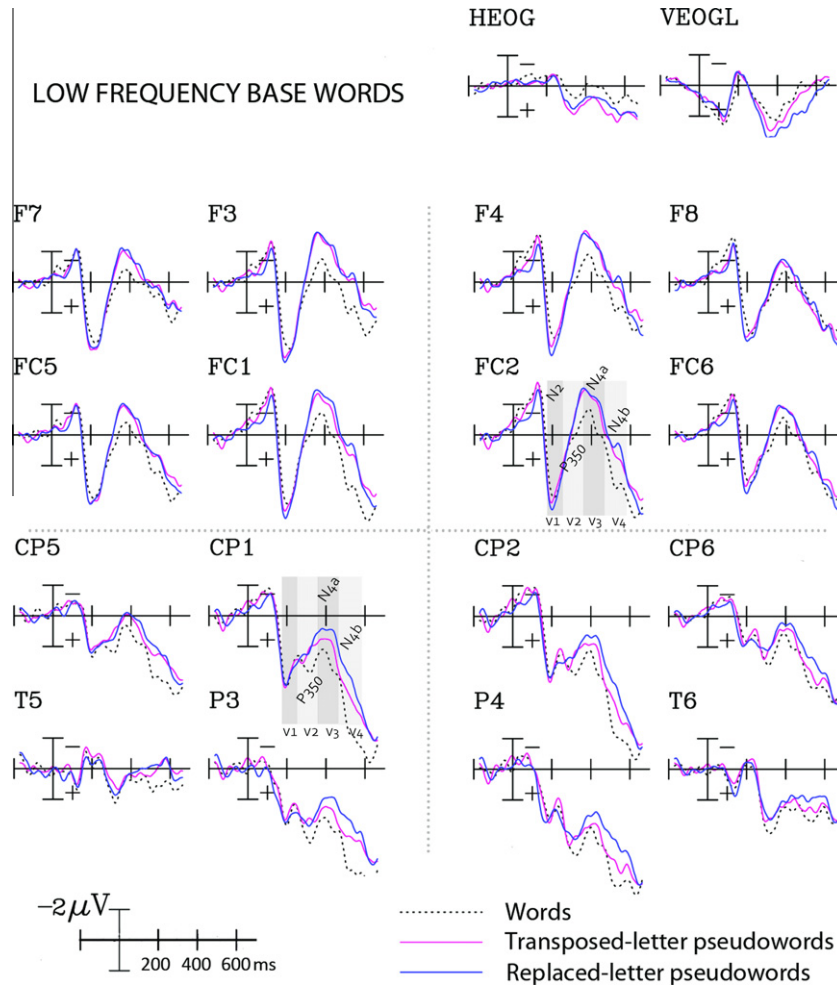 HEOG VEOGL
− −
LOW FREQUENCY BASE WORDS
+ +
F7 F3 F4 F8
− − − −
+ + + +
FC5 FC1 FC2 FC6
N2 N4a
− − − −
N4b
+ + + +
P350
V1 V2 V3 V4
CP5 CP1 CP2 CP6
N4a
− − − −
+ + N4b + +
P350
T5 P3 P4 T6
V1 V2 V3 V4
− − − −
+ + + +
−2μV
Words
Transposed-letter pseudowords
200 400 600 ms
Replaced-letter pseudowords